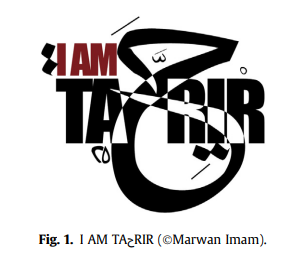 I AM
TAحRIR
Fig. 1. I AM TAحRIR (©Marwan Imam).